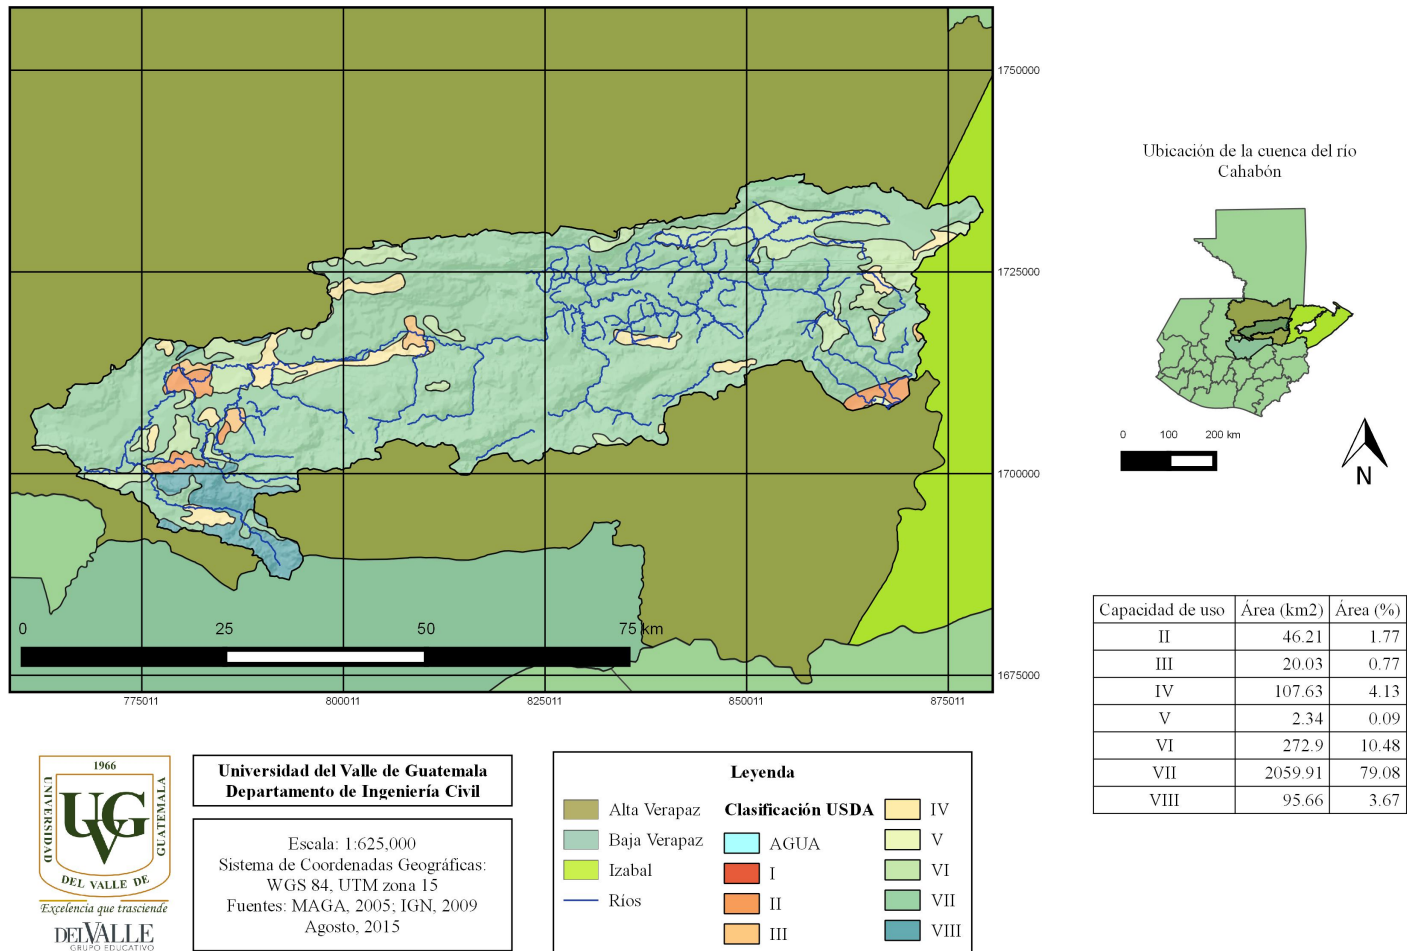 1750000
1725000
1700000
1675000
0 25 50 75 km
775011 800011 825011 850011 875011
Ubicación de la cuenca del río
Cahabón
0 100 200 km
N
Capacidad de uso Área (km2) Área (%)
II 46.21 1.77
III 20.03 0.77
IV 107.63 4.13
V 2.34 0.09
VI 272.9 10.48
VII 2059.91 79.08
VIII 95.66 3.67
1966
UNIVERSIDAD
UVG
GUATEMALA
DEL VALLE DE
Excelencia que trasciende
DELVALLE
GRUPO EDUCATIVO
Universidad del Valle de Guatemala
Departamento de Ingeniería Civil
Escala: 1:625,000
Sistema de Coordenadas Geográficas:
WGS 84, UTM zona 15
Fuentes: MAGA, 2005; IGN, 2009
Agosto, 2015
Leyenda
Alta Verapaz
Baja Verapaz
Izabal
Ríos
Clasificación USDA
AGUA
I
II
III
IV
V
VI
VII
VIII